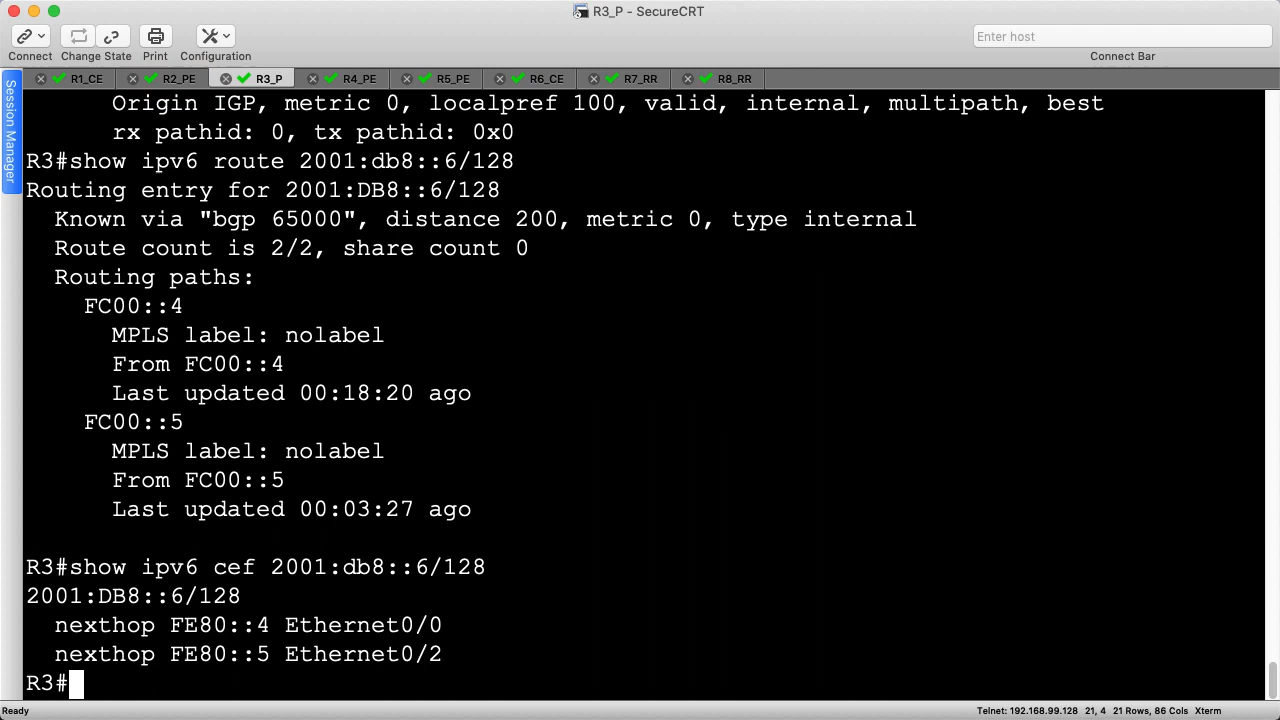 R3_P - SecureCRT
Connect Change State Print Configuration
Enter host
Connect Bar
R1_CE R2_PE R3_P R4_PE R5_PE R6_CE R7_RR R8_RR
Session Manager
Origin IGP, metric 0, localpref 100, valid, internal, multipath, best
rx pathid: 0, tx pathid: 0x0
R3#show ipv6 route 2001:db8::6/128
Routing entry for 2001:DB8::6/128
Known via "bgp 65000", distance 200, metric 0, type internal
Route count is 2/2, share count 0
Routing paths:
FC00::4
MPLS label: nolabel
From FC00::4
Last updated 00:18:20 ago
FC00::5
MPLS label: nolabel
From FC00::5
Last updated 00:03:27 ago
R3#show ipv6 cef 2001:db8::6/128
2001:DB8::6/128
nexthop FE80::4 Ethernet0/0
nexthop FE80::5 Ethernet0/2
R3#
Ready
Telnet: 192.168.99.128 21, 4 21 Rows, 86 Cols Xterm